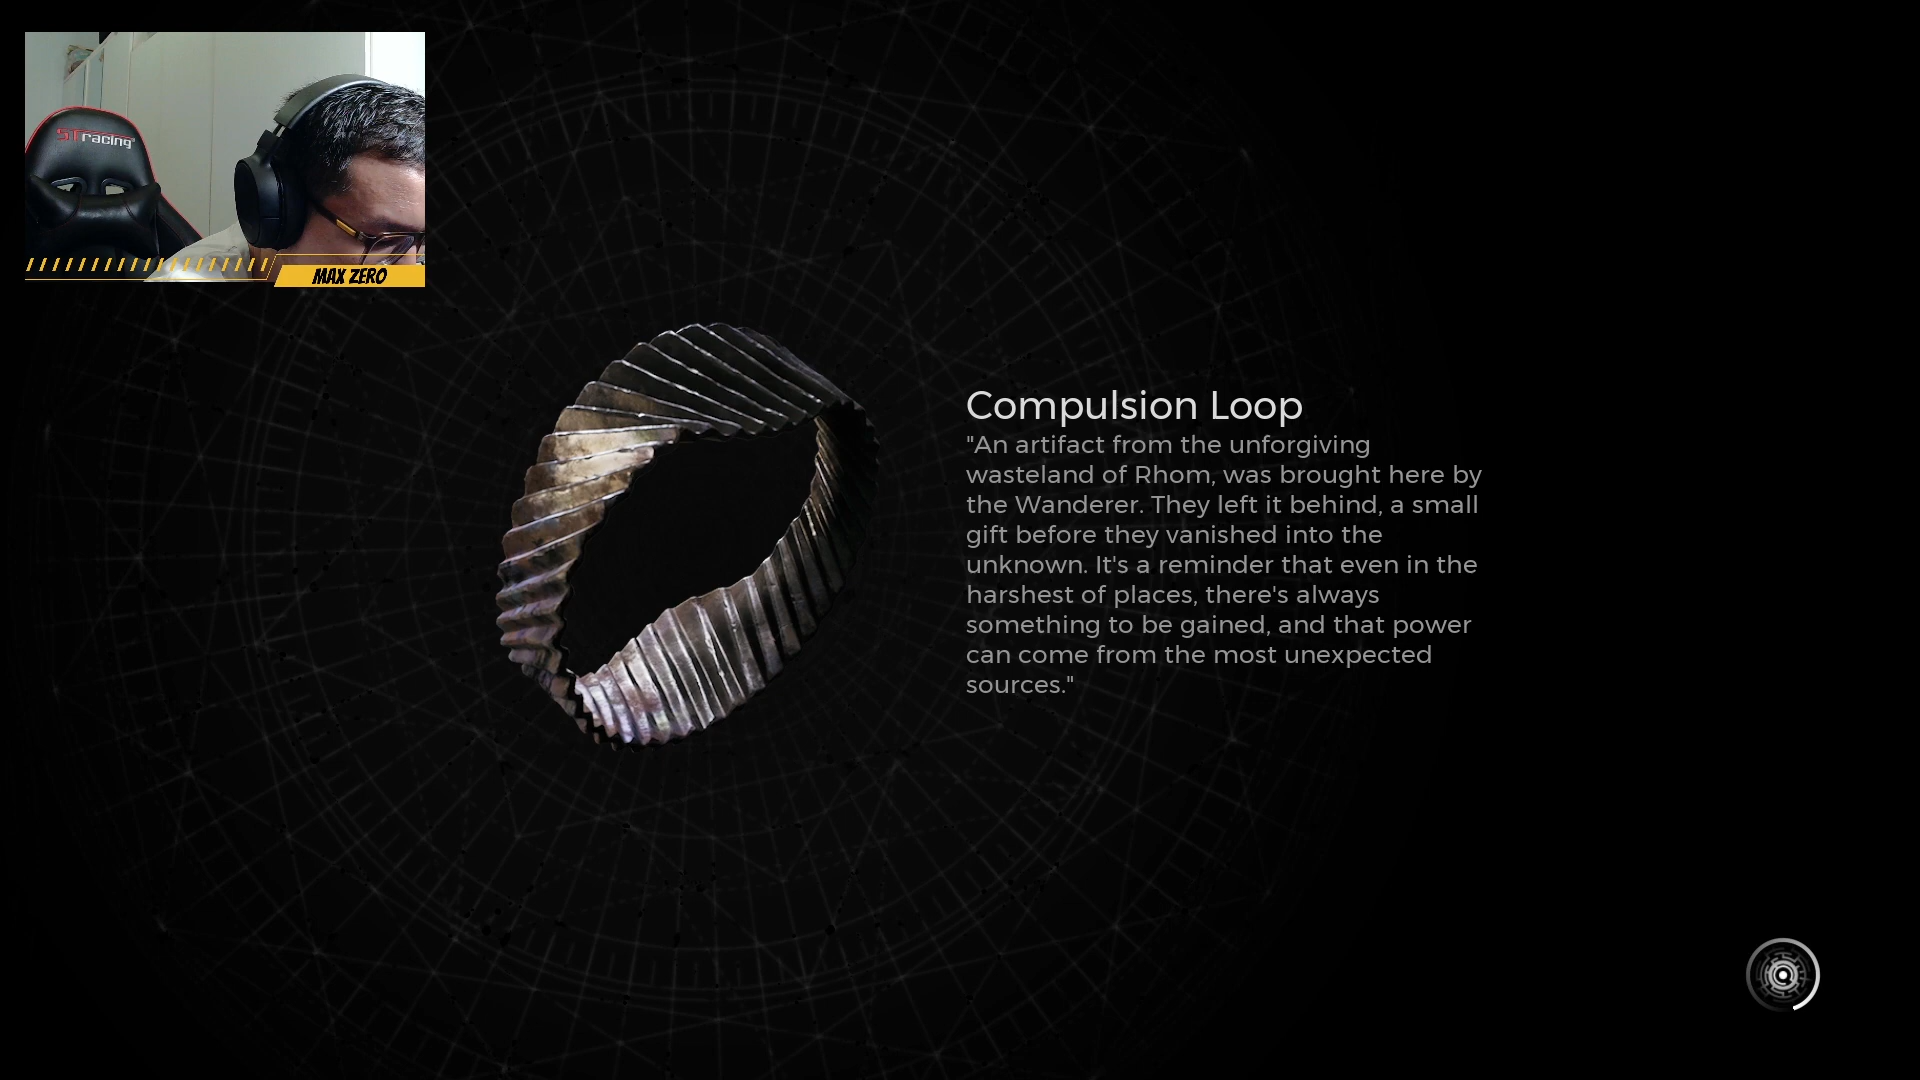 STracing
MAX ZERO
Compulsion Loop
"An artifact from the unforgiving
wasteland of Rhom, was brought here by
the Wanderer. They left it behind, a small
gift before they vanished into the
unknown. It's a reminder that even in the
harshest of places, there's always
something to be gained, and that power
can come from the most unexpected
sources."